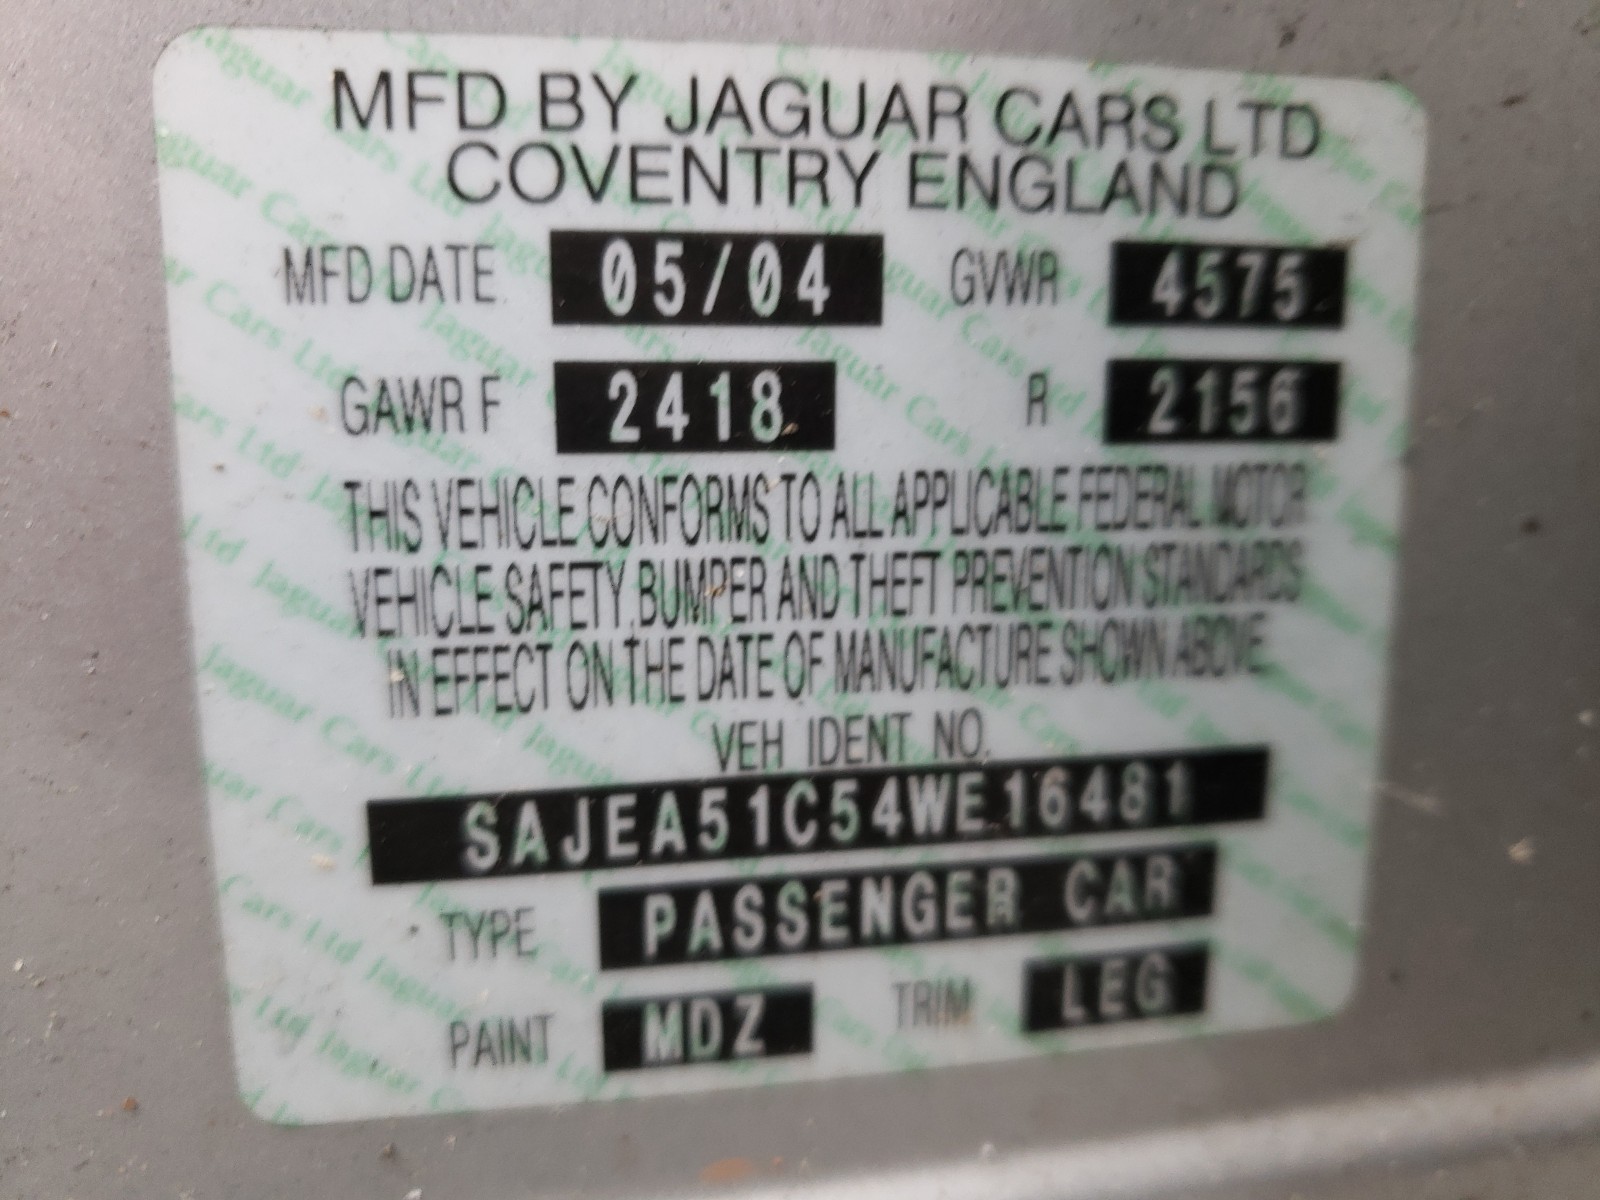 MFD BY JAGUAR CARS LTD
COVENTRY ENGLAND
MFD DATE 05/04 GVWR 4575
GAWR F 2418 R 2156
THIS VEHICLE CONFORMS TO ALL APPLICABLE FEDERAL MOTOR
VEHICLE SAFETY, BUMPER AND THEFT PREVENTION STANDARDS
IN EFFECT ON THE DATE OF MANUFACTURE SHOWN ABOVE
VEH IDENT NO.
SAJEA51C54WE16481
TYPE PASSENGER CAR
PAINT MDZ TRIM LEG